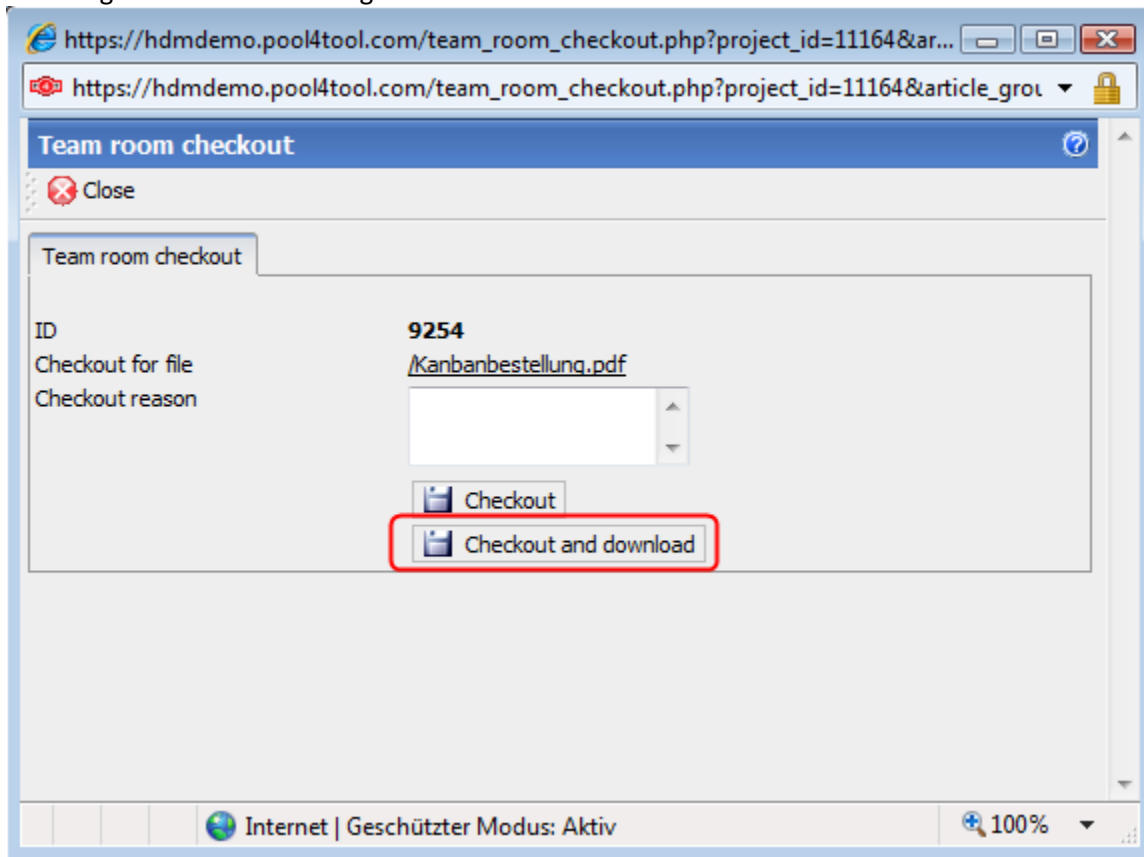 https://hdmdemo.pool4tool.com/team_room_checkout.php?project_id=11164&ar...
https://hdmdemo.pool4tool.com/team_room_checkout.php?project_id=11164&article_grou
Team room checkout
Close
Team room checkout
ID 9254
Checkout for file /Kanbanbestellung.pdf
Checkout reason
Checkout
Checkout and download
Internet | Geschützter Modus: Aktiv 100%